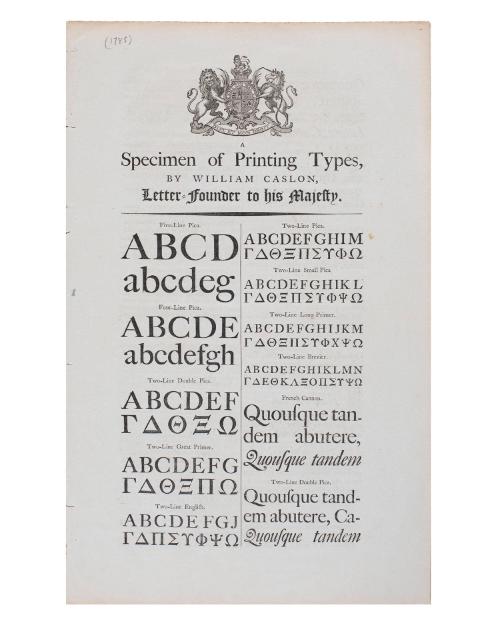 (1785)
A
Specimen of Printing Types,
BY WILLIAM CASLON,
Letter-Founder to his Majeſty.
Five-Line Pica.
ABCD
abcdeg
Four-Line Pica.
ABCDE
abcdefgh
Two-Line Double Pica.
ABCDEF
ΓΔΘΞΩ
Two-Line Great Primer.
ABCDEFG
ΓΔΘΞΠΩ
Two-Line Engliſh.
ABCDEFGJ
ΓΔΠΣΥΦΨΩ
Two-Line Pica.
ABCDEFGHIM
ΓΔΘΞΠΣΥΦΩ
Two-Line Small Pica
ABCDEFGHIKL
ΓΔΘΞΠΣΥΦΨΩ
Two-Line Long Primer.
ABCDEFGHIJKM
ΓΔΘΞΠΣΥΦΧΨΩ
Two-Line Brevier.
ABCDEFGHIKLMN
ΓΔΕΘΚΛΞΟΠΣΥΨΩ
French Cannon.
Quouſque tan-
dem abutere,
Quouſque tandem
Two-Line Double Pica.
Quouſque tand-
em abutere, Ca-
Quouſque tandem